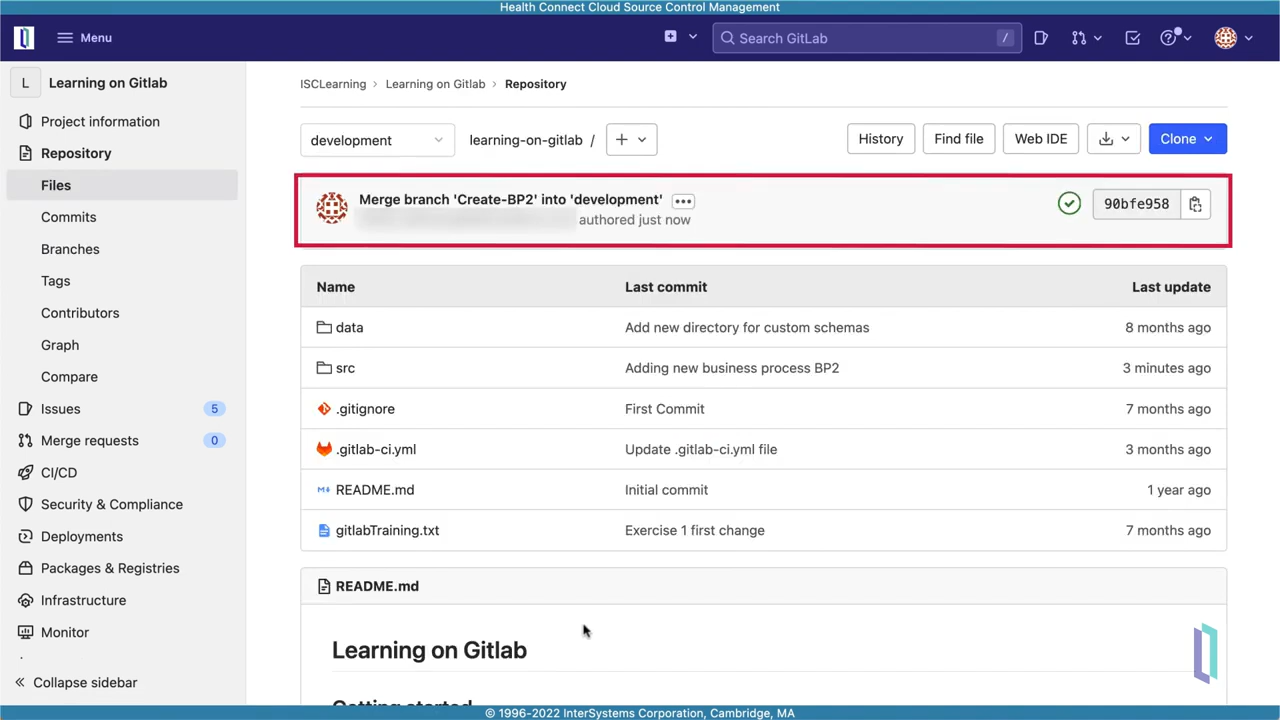 Health Connect Cloud Source Control Management
Menu
Search GitLab /
L Learning on Gitlab
Project information
Repository
Files
Commits
Branches
Tags
Contributors
Graph
Compare
Issues 5
Merge requests 0
CI/CD
Security & Compliance
Deployments
Packages & Registries
Infrastructure
Monitor
« Collapse sidebar
ISCLearning › Learning on Gitlab › Repository
development learning-on-gitlab / + History Find file Web IDE Clone
Merge branch 'Create-BP2' into 'development' •••
authored just now
90bfe958
Name Last commit Last update
data Add new directory for custom schemas 8 months ago
src Adding new business process BP2 3 minutes ago
.gitignore First Commit 7 months ago
.gitlab-ci.yml Update .gitlab-ci.yml file 3 months ago
README.md Initial commit 1 year ago
gitlabTraining.txt Exercise 1 first change 7 months ago
README.md
Learning on Gitlab
Getting started
© 1996-2022 InterSystems Corporation, Cambridge, MA